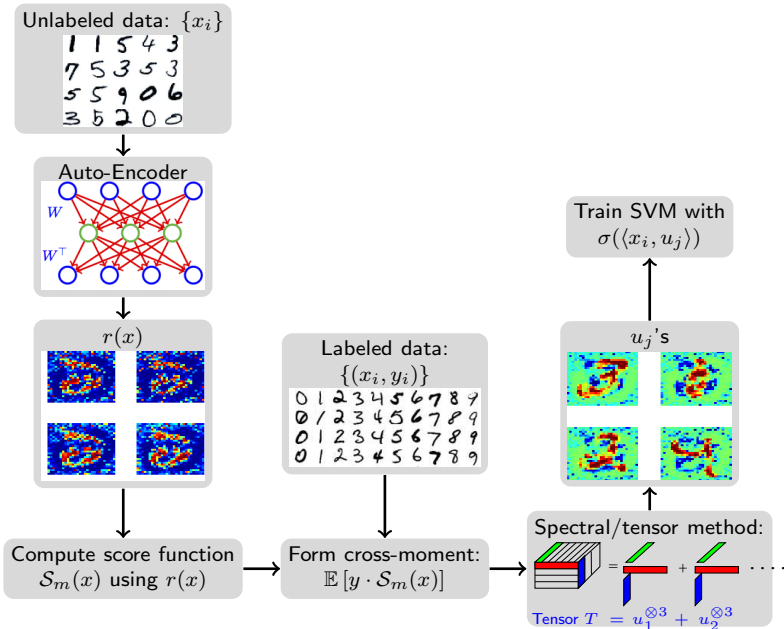 Unlabeled data: {x_i}
1 1 5 4 3
7 5 3 5 3
5 5 9 0 6
3 5 2 0 0
Auto-Encoder
W
W^⊤
r(x)
Compute score function
𝒮_m(x) using r(x)
Labeled data:
{(x_i, y_i)}
0 1 2 3 4 5 6 7 8 9
0 1 2 3 4 5 6 7 8 9
0 1 2 3 4 5 6 7 8 9
0 1 2 3 4 5 6 7 8 9
Form cross-moment:
𝔼 [y · 𝒮_m(x)]
Train SVM with
σ(⟨x_i, u_j⟩)
u_j's
Spectral/tensor method:
= + ....
Tensor T = u_1^{⊗3} + u_2^{⊗3}